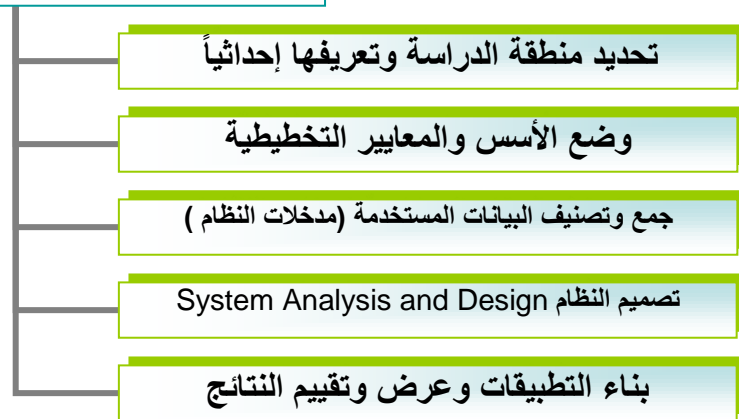 تحديد منطقة الدراسة وتعريفها إحداثياً
وضع الأسس والمعايير التخطيطية
جمع وتصنيف البيانات المستخدمة (مدخلات النظام )
تصميم النظام System Analysis and Design
بناء التطبيقات وعرض وتقييم النتائج